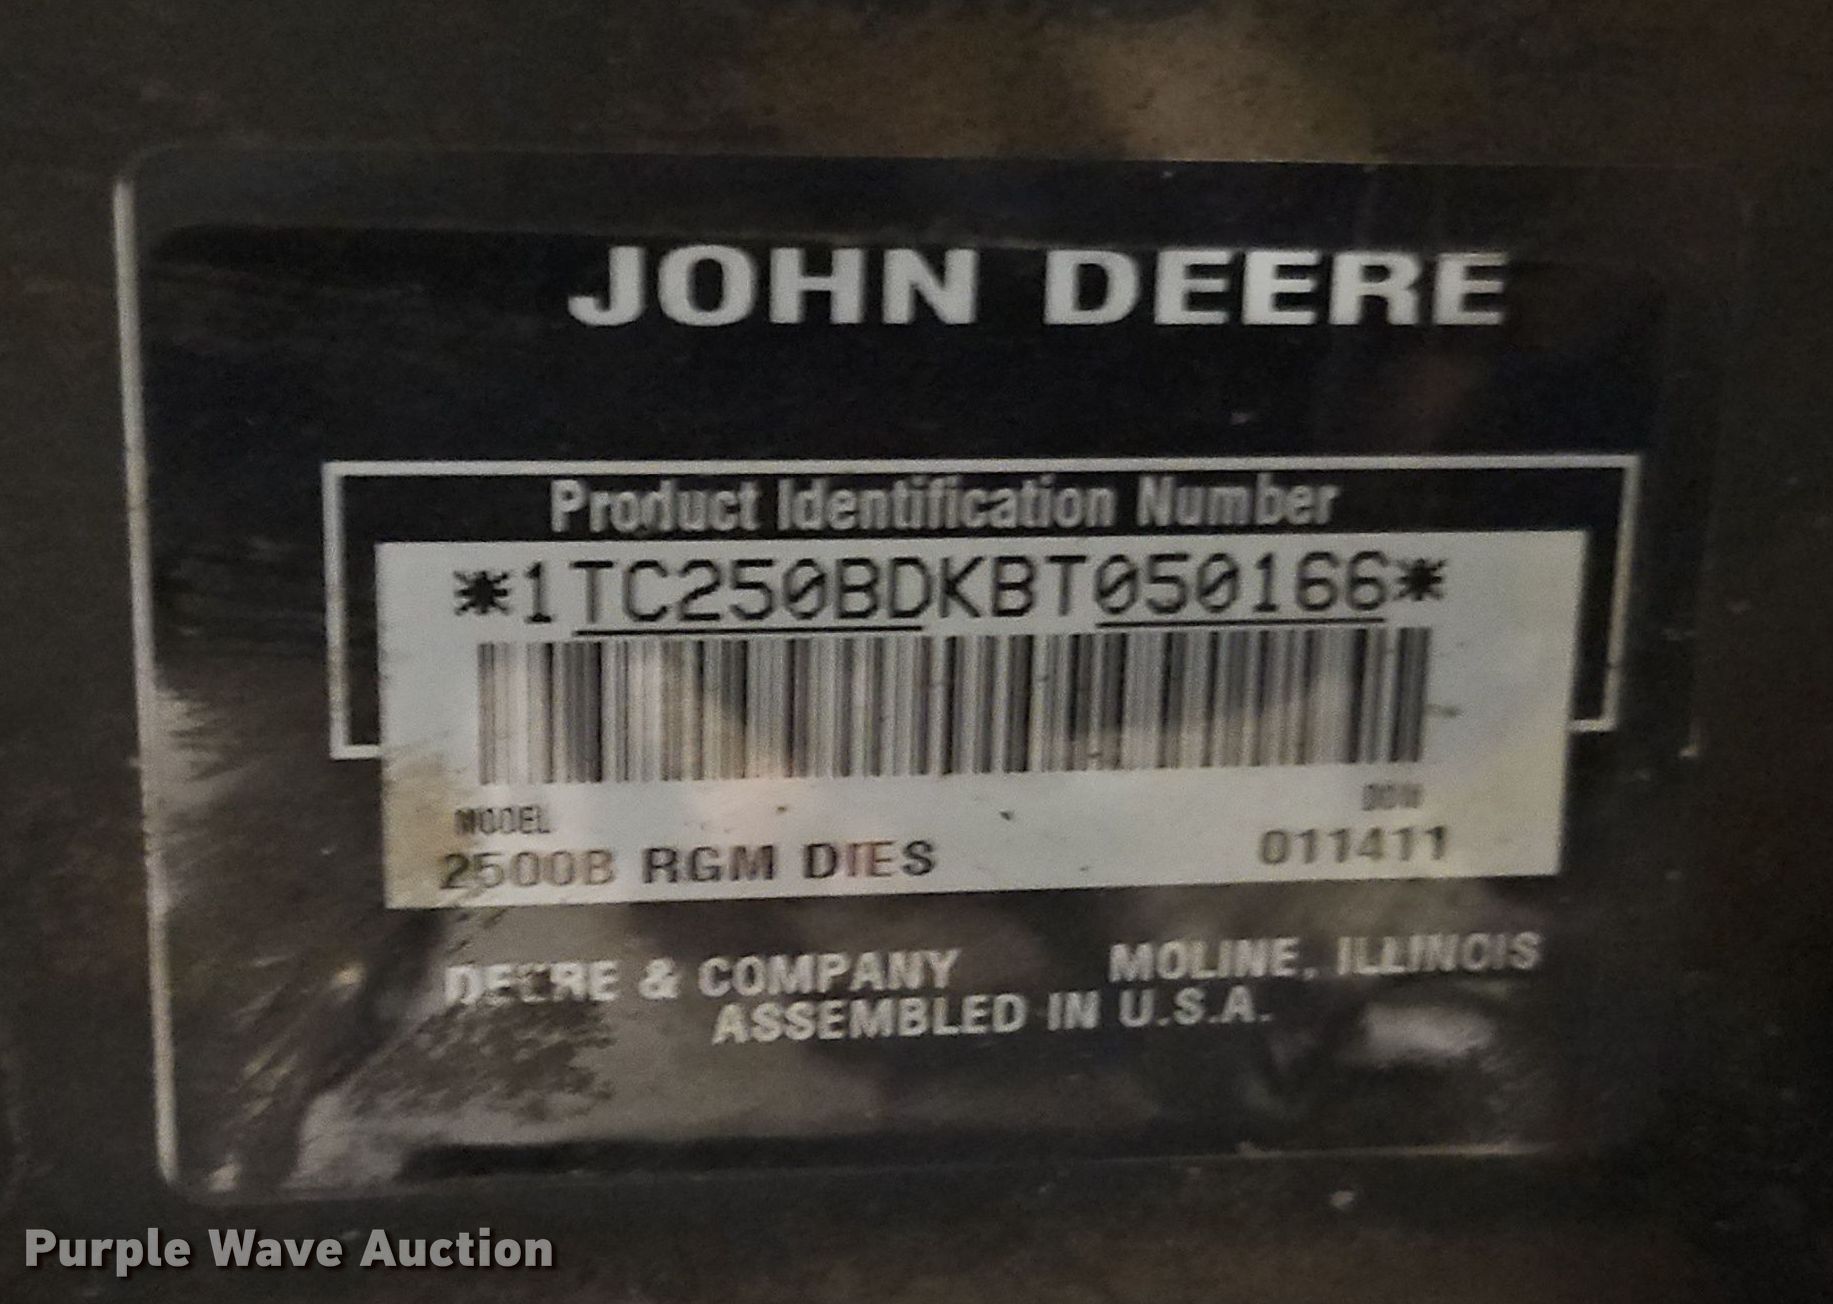 JOHN DEERE
Product Identification Number
*1TC250BDKBT050166*
MODEL
2500B RGM DIES
011411
DEERE & COMPANY MOLINE, ILLINOIS
ASSEMBLED IN U.S.A.
Purple Wave Auction